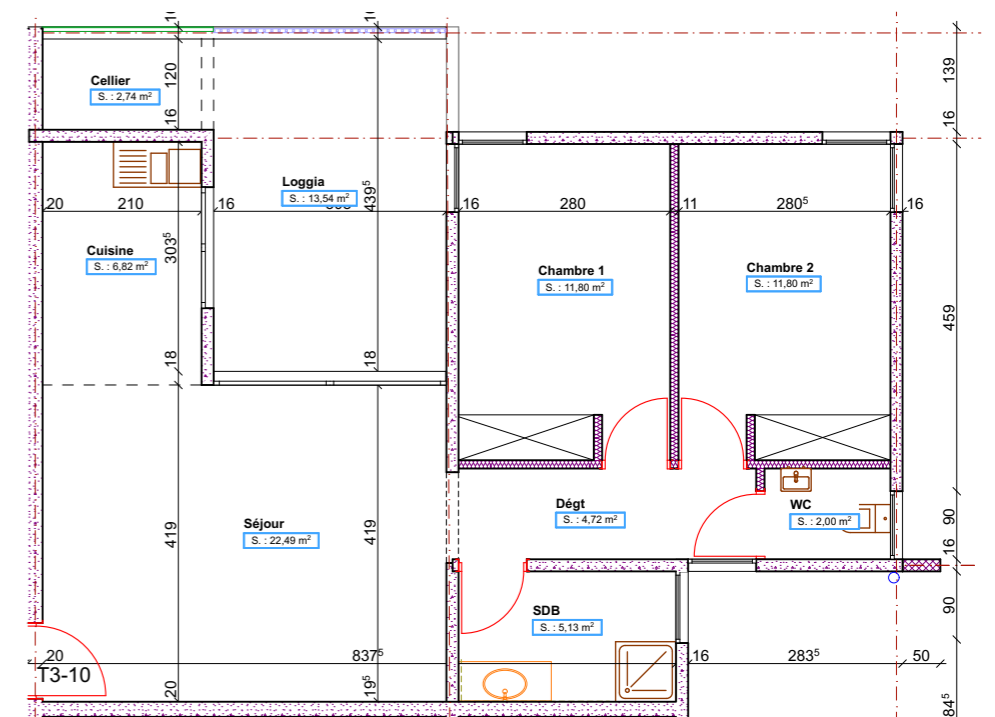 10
10
120
139
Cellier
S. : 2,74 m²
16
16
Loggia
S. : 13,54 m²
439⁵
20
210
16
16
280
11
280⁵
16
Cuisine
S. : 6,82 m²
303⁵
Chambre 1
S. : 11,80 m²
Chambre 2
S. : 11,80 m²
459
18
18
Dégt
S. : 4,72 m²
WC
S. : 2,00 m²
90
Séjour
S. : 22,49 m²
419
419
16
SDB
S. : 5,13 m²
90
20
837⁵
16
283⁵
50
T3-10
20
19⁵
84⁵